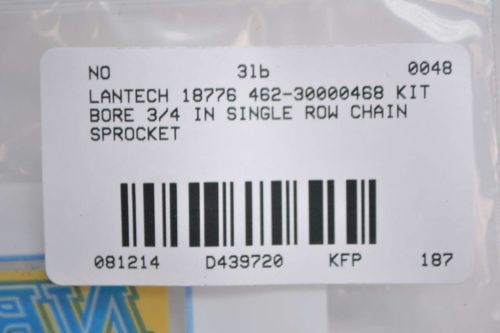 NO 31b 0048
LANTECH 18776 462-30000468 KIT
BORE 3/4 IN SINGLE ROW CHAIN
SPROCKET
081214 D439720 KFP 187